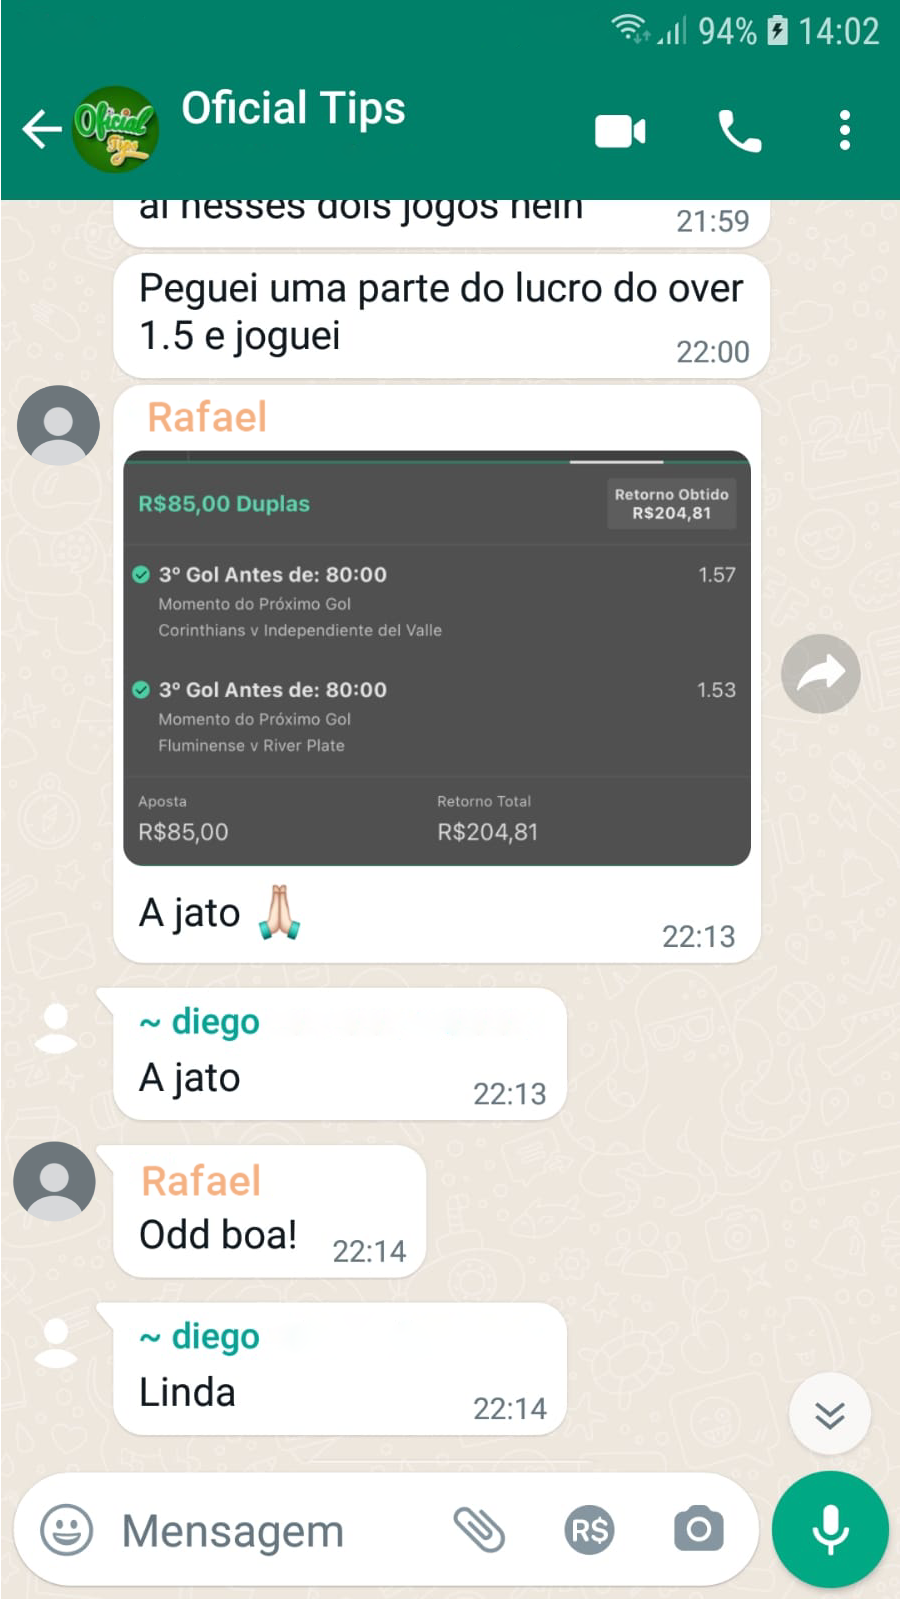 94% 14:02
Oficial Tips
Oficial Tips
ai nesses dois jogos hein 21:59
Peguei uma parte do lucro do over
1.5 e joguei 22:00
Rafael
R$85,00 Duplas
Retorno Obtido
R$204,81
3º Gol Antes de: 80:00 1.57
Momento do Próximo Gol
Corinthians v Independiente del Valle
3º Gol Antes de: 80:00 1.53
Momento do Próximo Gol
Fluminense v River Plate
Aposta Retorno Total
R$85,00 R$204,81
A jato 22:13
~ diego
A jato 22:13
Rafael
Odd boa! 22:14
~ diego
Linda 22:14
Mensagem R$